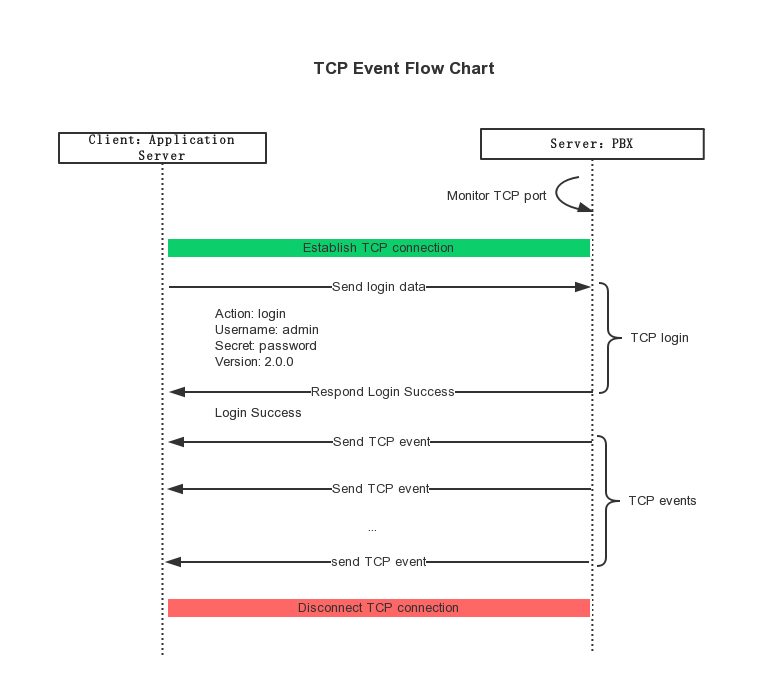 TCP Event Flow Chart
Client: Application
Server
Server: PBX
Monitor TCP port
Establish TCP connection
Send login data
Action: login
Username: admin
Secret: password
Version: 2.0.0
TCP login
Respond Login Success
Login Success
Send TCP event
Send TCP event
TCP events
...
send TCP event
Disconnect TCP connection